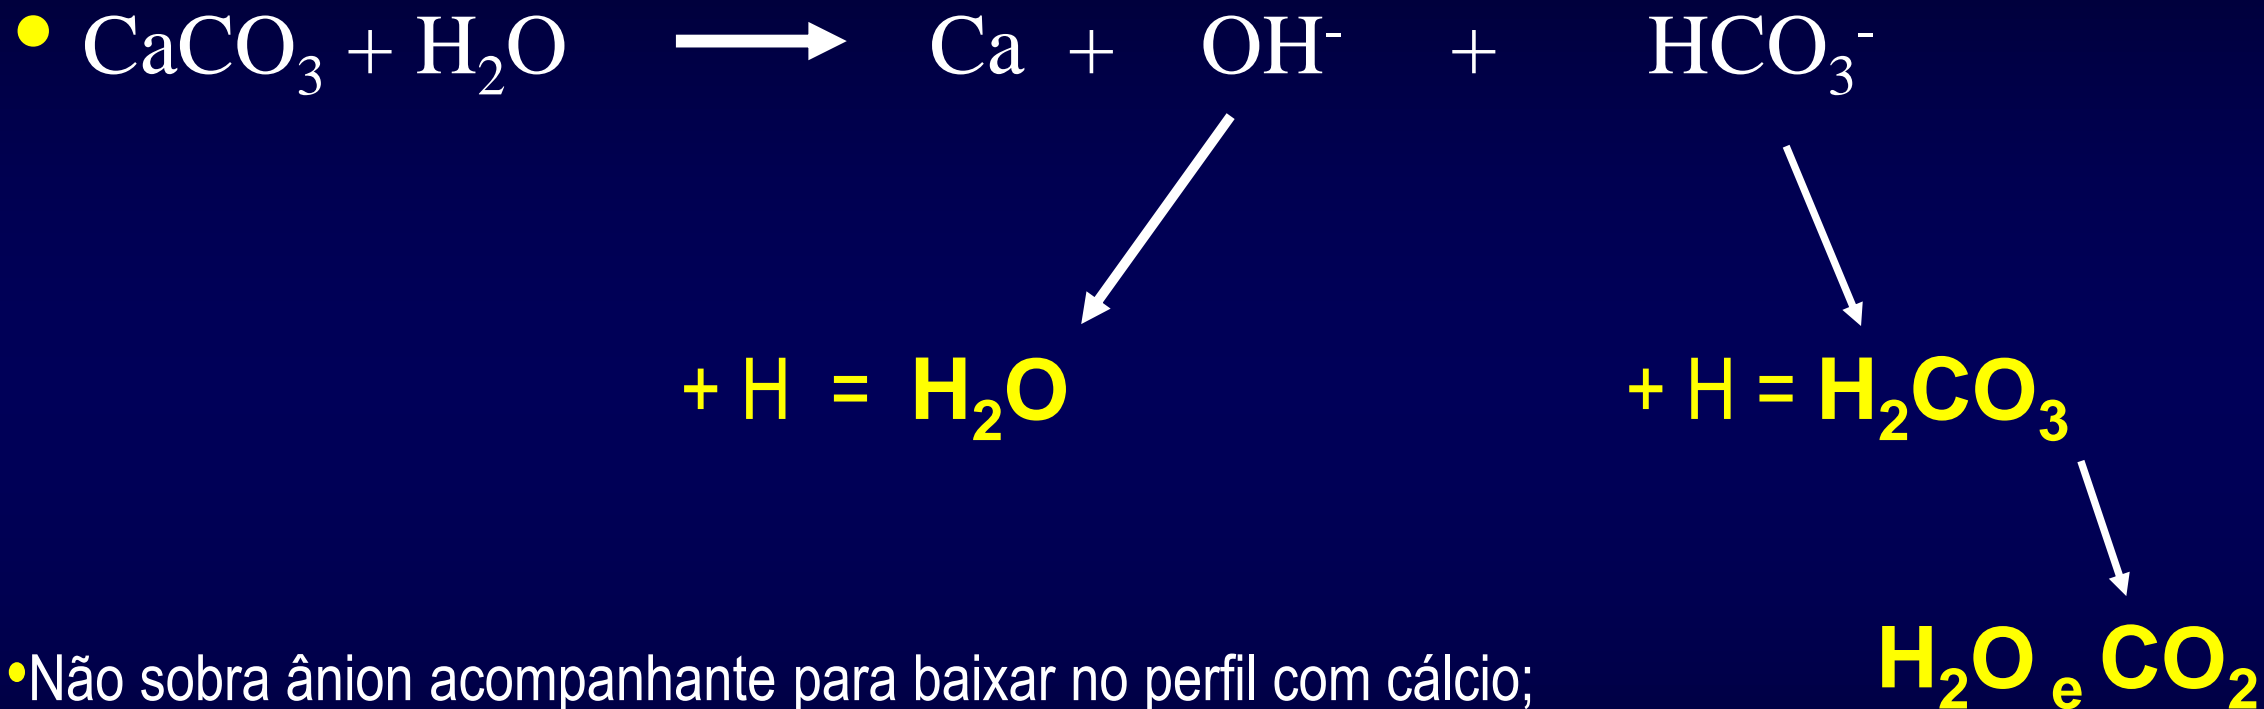 • CaCO₃ + H₂O ⟶ Ca + OH⁻ + HCO₃⁻
+ H = H₂O + H = H₂CO₃
H₂O e CO₂
•Não sobra ânion acompanhante para baixar no perfil com cálcio;